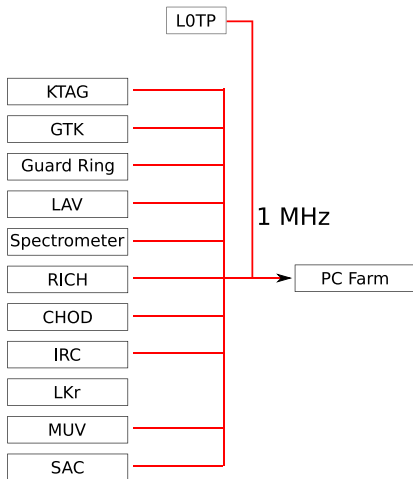 L0TP
KTAG
GTK
Guard Ring
LAV
1 MHz
Spectrometer
RICH
PC Farm
CHOD
IRC
LKr
MUV
SAC